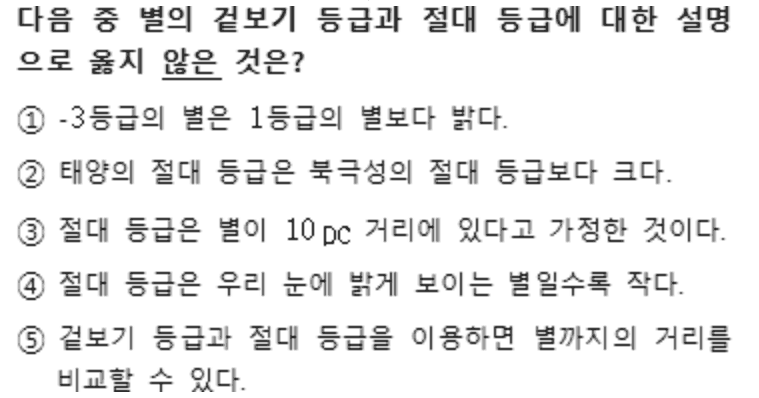 다음 중 별의 겉보기 등급과 절대 등급에 대한 설명
으로 옳지 않은 것은?
① -3등급의 별은 1등급의 별보다 밝다.
② 태양의 절대 등급은 북극성의 절대 등급보다 크다.
③ 절대 등급은 별이 10 pc 거리에 있다고 가정한 것이다.
④ 절대 등급은 우리 눈에 밝게 보이는 별일수록 작다.
⑤ 겉보기 등급과 절대 등급을 이용하면 별까지의 거리를
비교할 수 있다.